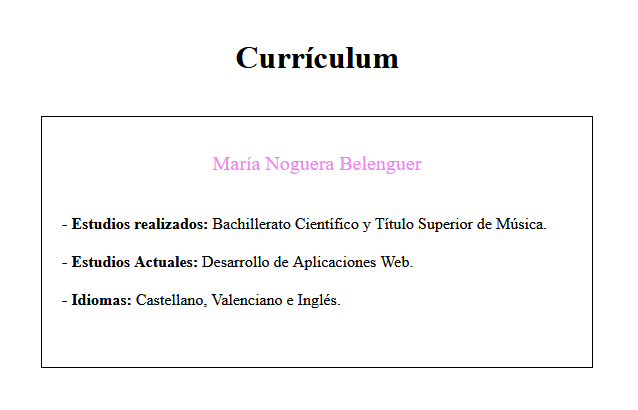 Currículum
María Noguera Belenguer
- Estudios realizados: Bachillerato Científico y Título Superior de Música.
- Estudios Actuales: Desarrollo de Aplicaciones Web.
- Idiomas: Castellano, Valenciano e Inglés.